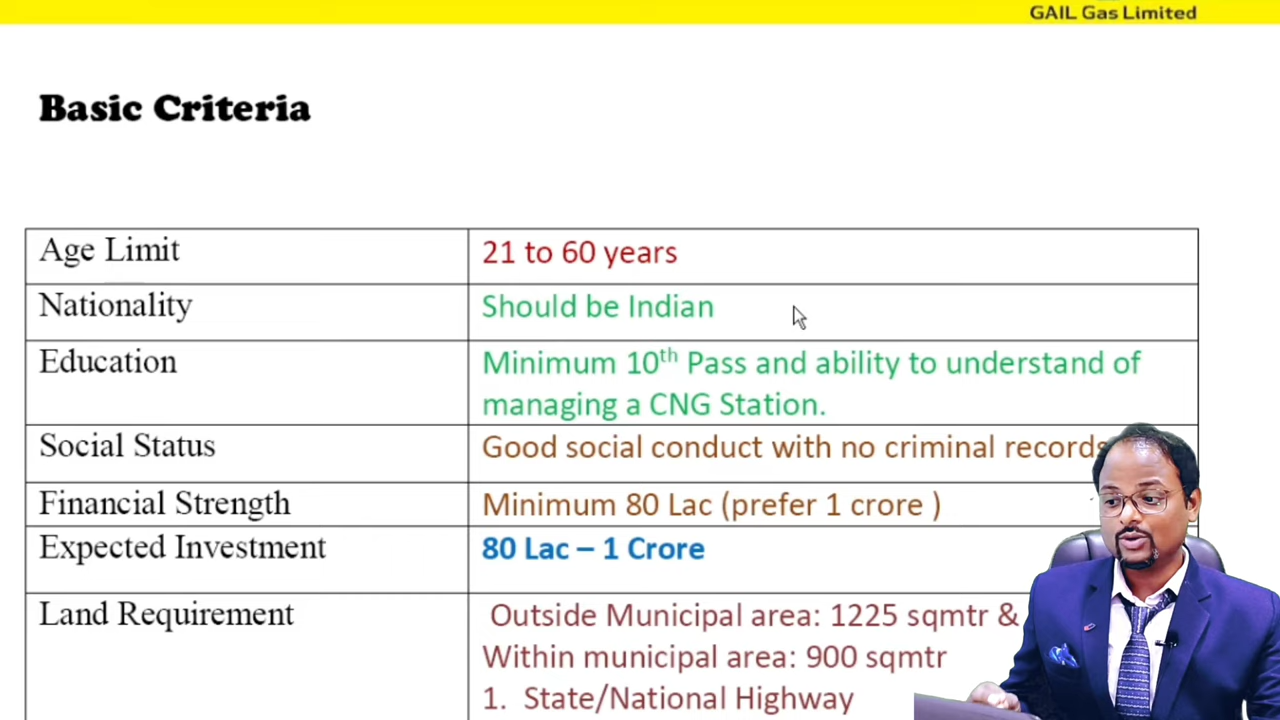 GAIL Gas Limited
Basic Criteria
Age Limit
21 to 60 years
Nationality
Should be Indian
Education
Minimum 10th Pass and ability to understand of
managing a CNG Station.
Social Status
Good social conduct with no criminal records
Financial Strength
Minimum 80 Lac (prefer 1 crore )
Expected Investment
80 Lac – 1 Crore
Land Requirement
Outside Municipal area: 1225 sqmtr &
Within municipal area: 900 sqmtr
1. State/National Highway